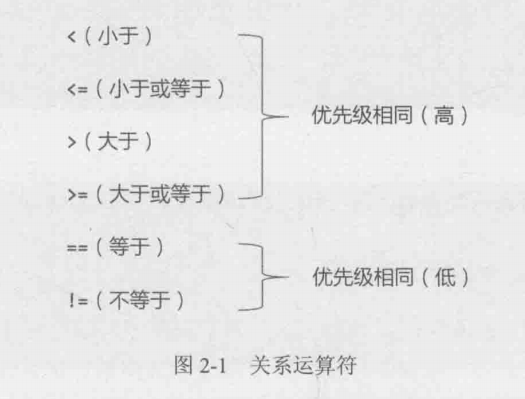 <（小于）
<=（小于或等于）
优先级相同（高）
>（大于）
>=（大于或等于）
==（等于）
优先级相同（低）
!=（不等于）
图 2-1 关系运算符